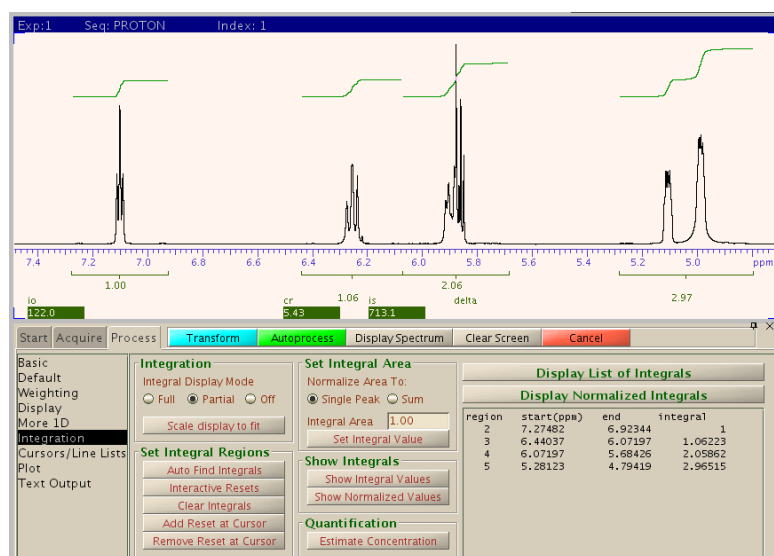 Exp:1 Seq: PROTON Index: 1
7.4 7.2 7.0 6.8 6.6 6.4 6.2 6.0 5.8 5.6 5.4 5.2 5.0 ppm
1.00 1.06 2.06 2.97
io cr is delta
122.0 5.43 713.1
Start Acquire Process Transform Autoprocess Display Spectrum Clear Screen Cancel
Basic
Default
Weighting
Display
More 1D
Integration
Cursors/Line Lists
Plot
Text Output
Integration
Integral Display Mode
Full Partial Off
Scale display to fit
Set Integral Regions
Auto Find Integrals
Interactive Resets
Clear Integrals
Add Reset at Cursor
Remove Reset at Cursor
Set Integral Area
Normalize Area To:
Single Peak Sum
Integral Area 1.00
Set Integral Value
Show Integrals
Show Integral Values
Show Normalized Values
Quantification
Estimate Concentration
Display List of Integrals
Display Normalized Integrals
region start(ppm) end integral
2 7.27482 6.92344 1
3 6.44037 6.07197 1.06223
4 6.07197 5.68426 2.05862
5 5.28123 4.79419 2.96515